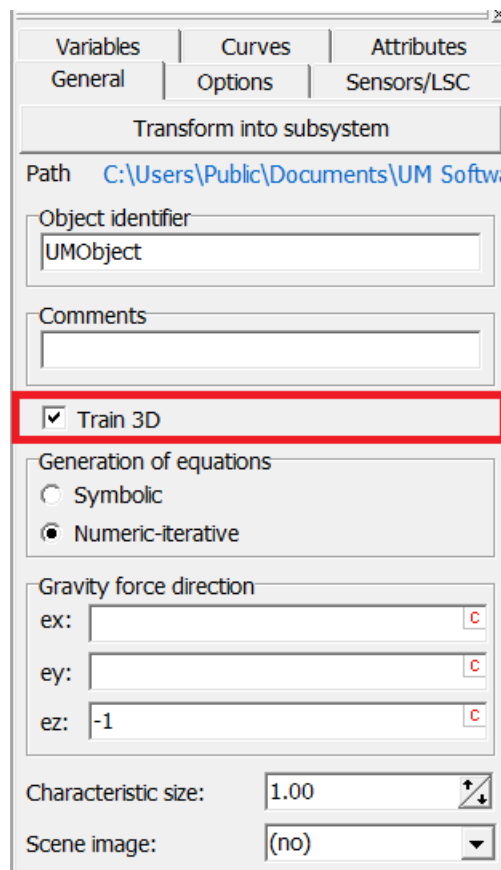 Variables Curves Attributes
General Options Sensors/LSC
Transform into subsystem
Path C:\Users\Public\Documents\UM Softwa
Object identifier
UMObject
Comments
Train 3D
Generation of equations
Symbolic
Numeric-iterative
Gravity force direction
ex: C
ey: C
ez: -1 C
Characteristic size: 1.00
Scene image: (no)